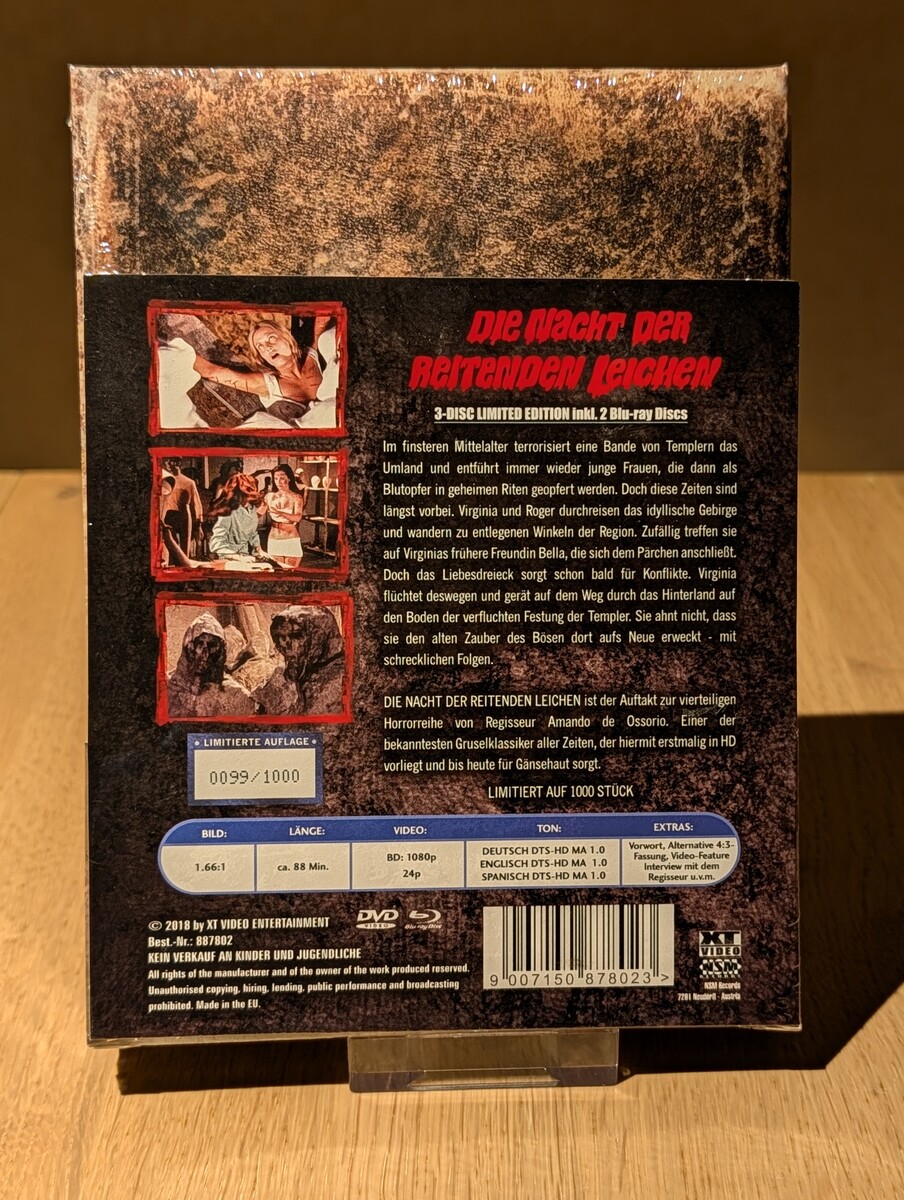 DIE NACHT DER
REITENDEN LEICHEN
3-DISC LIMITED EDITION inkl. 2 Blu-ray Discs
Im finsteren Mittelalter terrorisiert eine Bande von Templern das
Umland und entführt immer wieder junge Frauen, die dann als
Blutopfer in geheimen Riten geopfert werden. Doch diese Zeiten sind
längst vorbei. Virginia und Roger durchreisen das idyllische Gebirge
und wandern zu entlegenen Winkeln der Region. Zufällig treffen sie
auf Virginias frühere Freundin Bella, die sich dem Pärchen anschließt.
Doch das Liebesdreieck sorgt schon bald für Konflikte. Virginia
flüchtet deswegen und gerät auf dem Weg durch das Hinterland auf
den Boden der verfluchten Festung der Templer. Sie ahnt nicht, dass
sie den alten Zauber des Bösen dort aufs Neue erweckt - mit
schrecklichen Folgen.
DIE NACHT DER REITENDEN LEICHEN ist der Auftakt zur vierteiligen
Horrorreihe von Regisseur Amando de Ossorio. Einer der
bekanntesten Gruselklassiker aller Zeiten, der hiermit erstmalig in HD
vorliegt und bis heute für Gänsehaut sorgt.
LIMITIERT AUF 1000 STÜCK
LIMITIERTE AUFLAGE
0099/1000
BILD: LÄNGE: VIDEO: TON: EXTRAS:
1.66:1
ca. 88 Min.
BD: 1080p
24p
DEUTSCH DTS-HD MA 1.0
ENGLISCH DTS-HD MA 1.0
SPANISCH DTS-HD MA 1.0
Vorwort, Alternative 4:3-
Fassung, Video-Feature
Interview mit dem
Regisseur u.v.m.
© 2018 by XT VIDEO ENTERTAINMENT
Best.-Nr.: 887802
KEIN VERKAUF AN KINDER UND JUGENDLICHE
All rights of the manufacturer and of the owner of the work produced reserved.
Unauthorised copying, hiring, lending, public performance and broadcasting
prohibited. Made in the EU.
DVD
VIDEO
Blu-ray Disc
9 007150 878023 >
XT
VIDEO
NSM
RECORDS
NSM Records
7201 Neudörfl - Austria